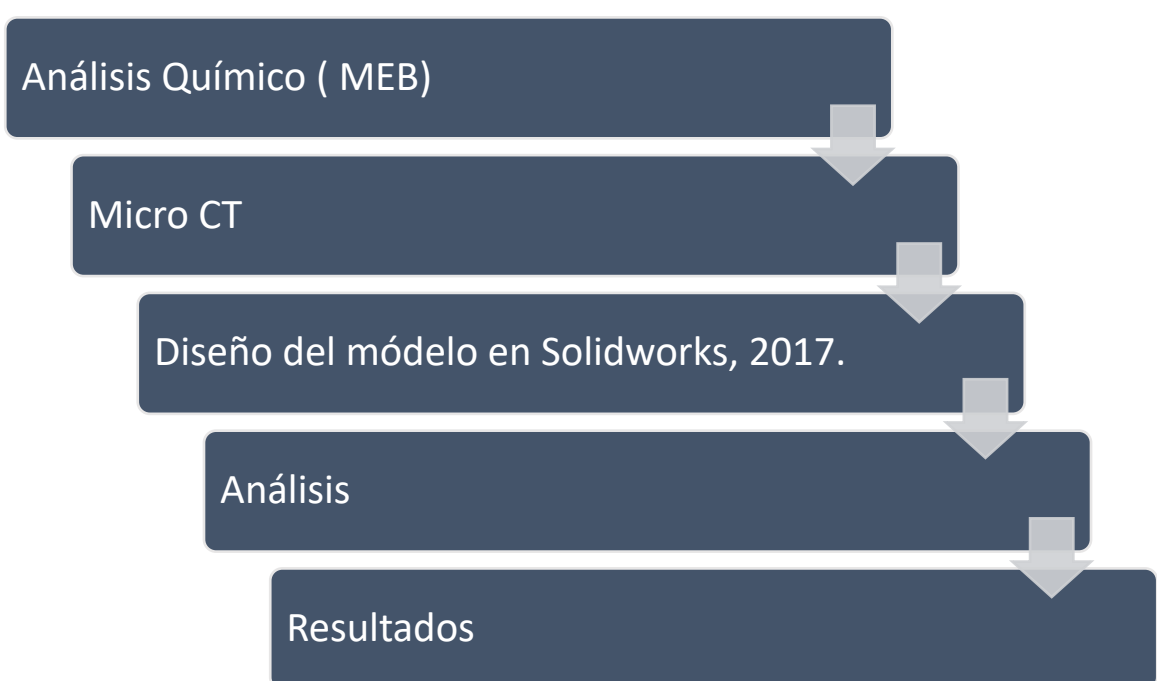 Análisis Químico ( MEB)
Micro CT
Diseño del módelo en Solidworks, 2017.
Análisis
Resultados